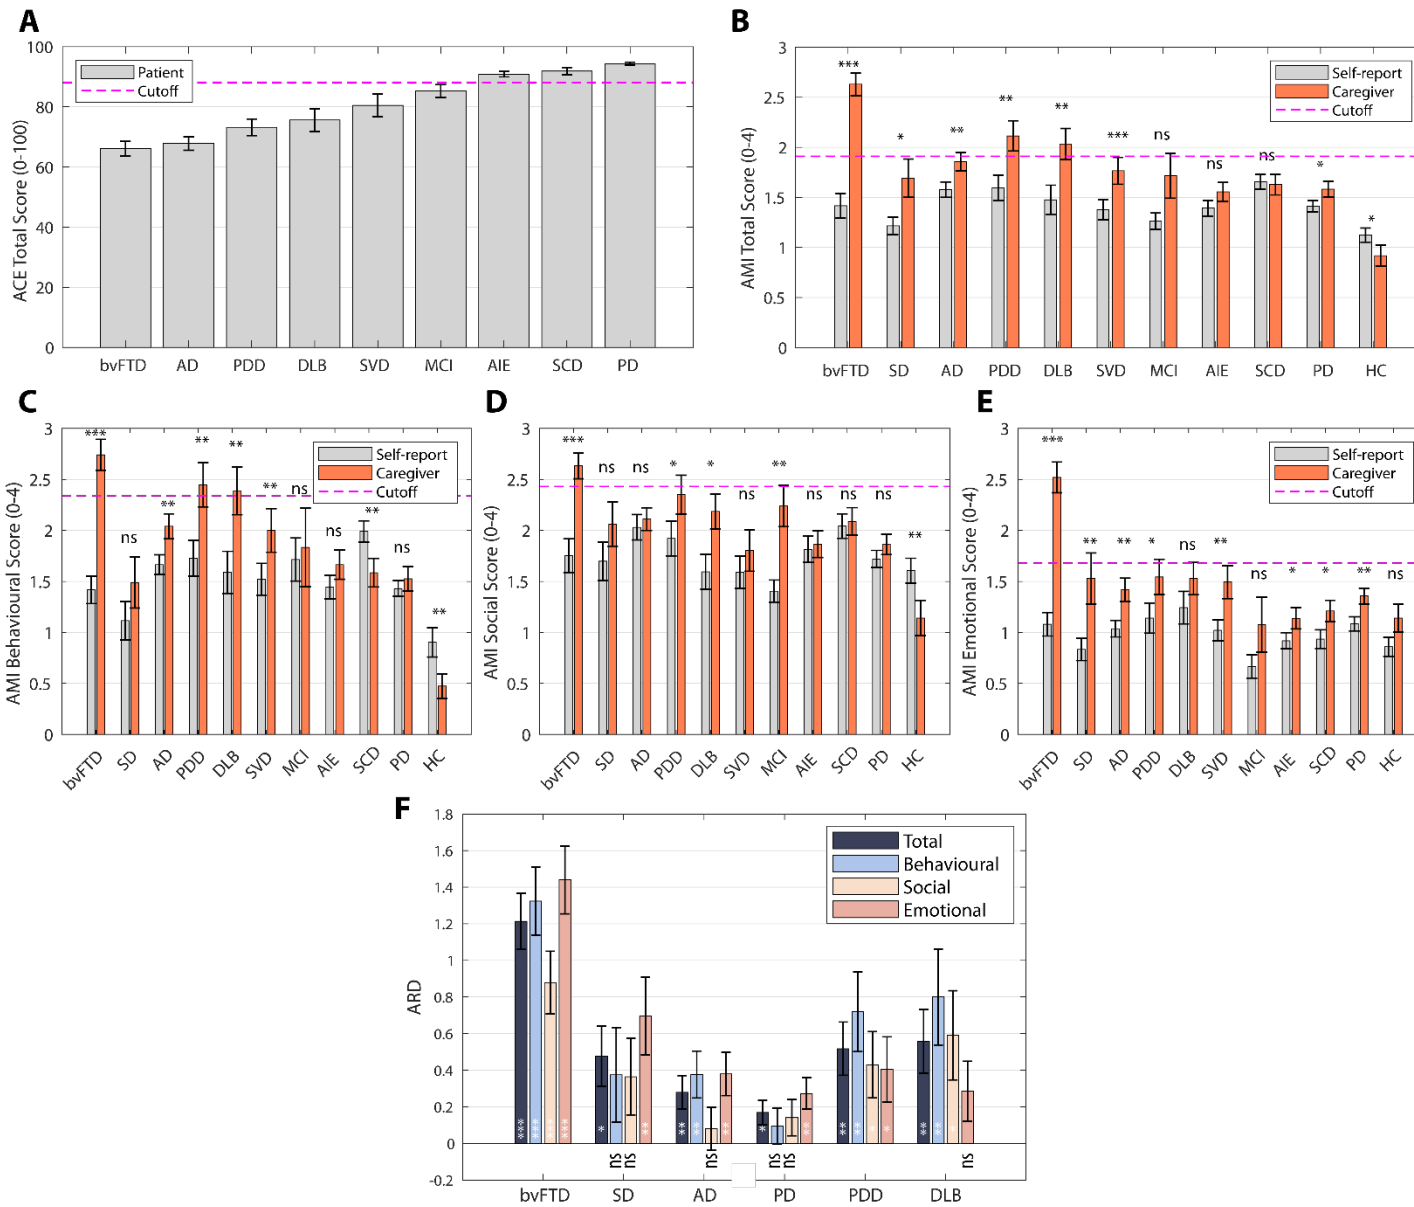 A
ACE Total Score (0-100)
100
80
60
40
20
0
Patient
Cutoff
bvFTD AD PDD DLB SVD MCI AIE SCD PD
B
AMI Total Score (0-4)
3
2.5
2
1.5
1
0.5
0
Self-report
Caregiver
Cutoff
*** * ** ** ** *** ns ns ns * *
bvFTD SD AD PDD DLB SVD MCI AIE SCD PD HC
C
AMI Behavioural Score (0-4)
3
2.5
2
1.5
1
0.5
0
Self-report
Caregiver
Cutoff
*** ns ** ** ** ** ns ns ** ns **
bvFTD SD AD PDD DLB SVD MCI AIE SCD PD HC
D
AMI Social Score (0-4)
3
2.5
2
1.5
1
0.5
0
*** ns ns * * ns ** ns ns ns **
bvFTD SD AD PDD DLB SVD MCI AIE SCD PD HC
E
AMI Emotional Score (0-4)
3
2.5
2
1.5
1
0.5
0
Self-report
Caregiver
Cutoff
*** ** ** * ns ** ns * * ** ns
bvFTD SD AD PDD DLB SVD MCI AIE SCD PD HC
F
ARD
1.8
1.6
1.4
1.2
1
0.8
0.6
0.4
0.2
0
-0.2
Total
Behavioural
Social
Emotional
*** *** *** *** * ns ns ** ** ** ns ** * ns ns ** ** ** * * ** ** * ns
bvFTD SD AD PD PDD DLB